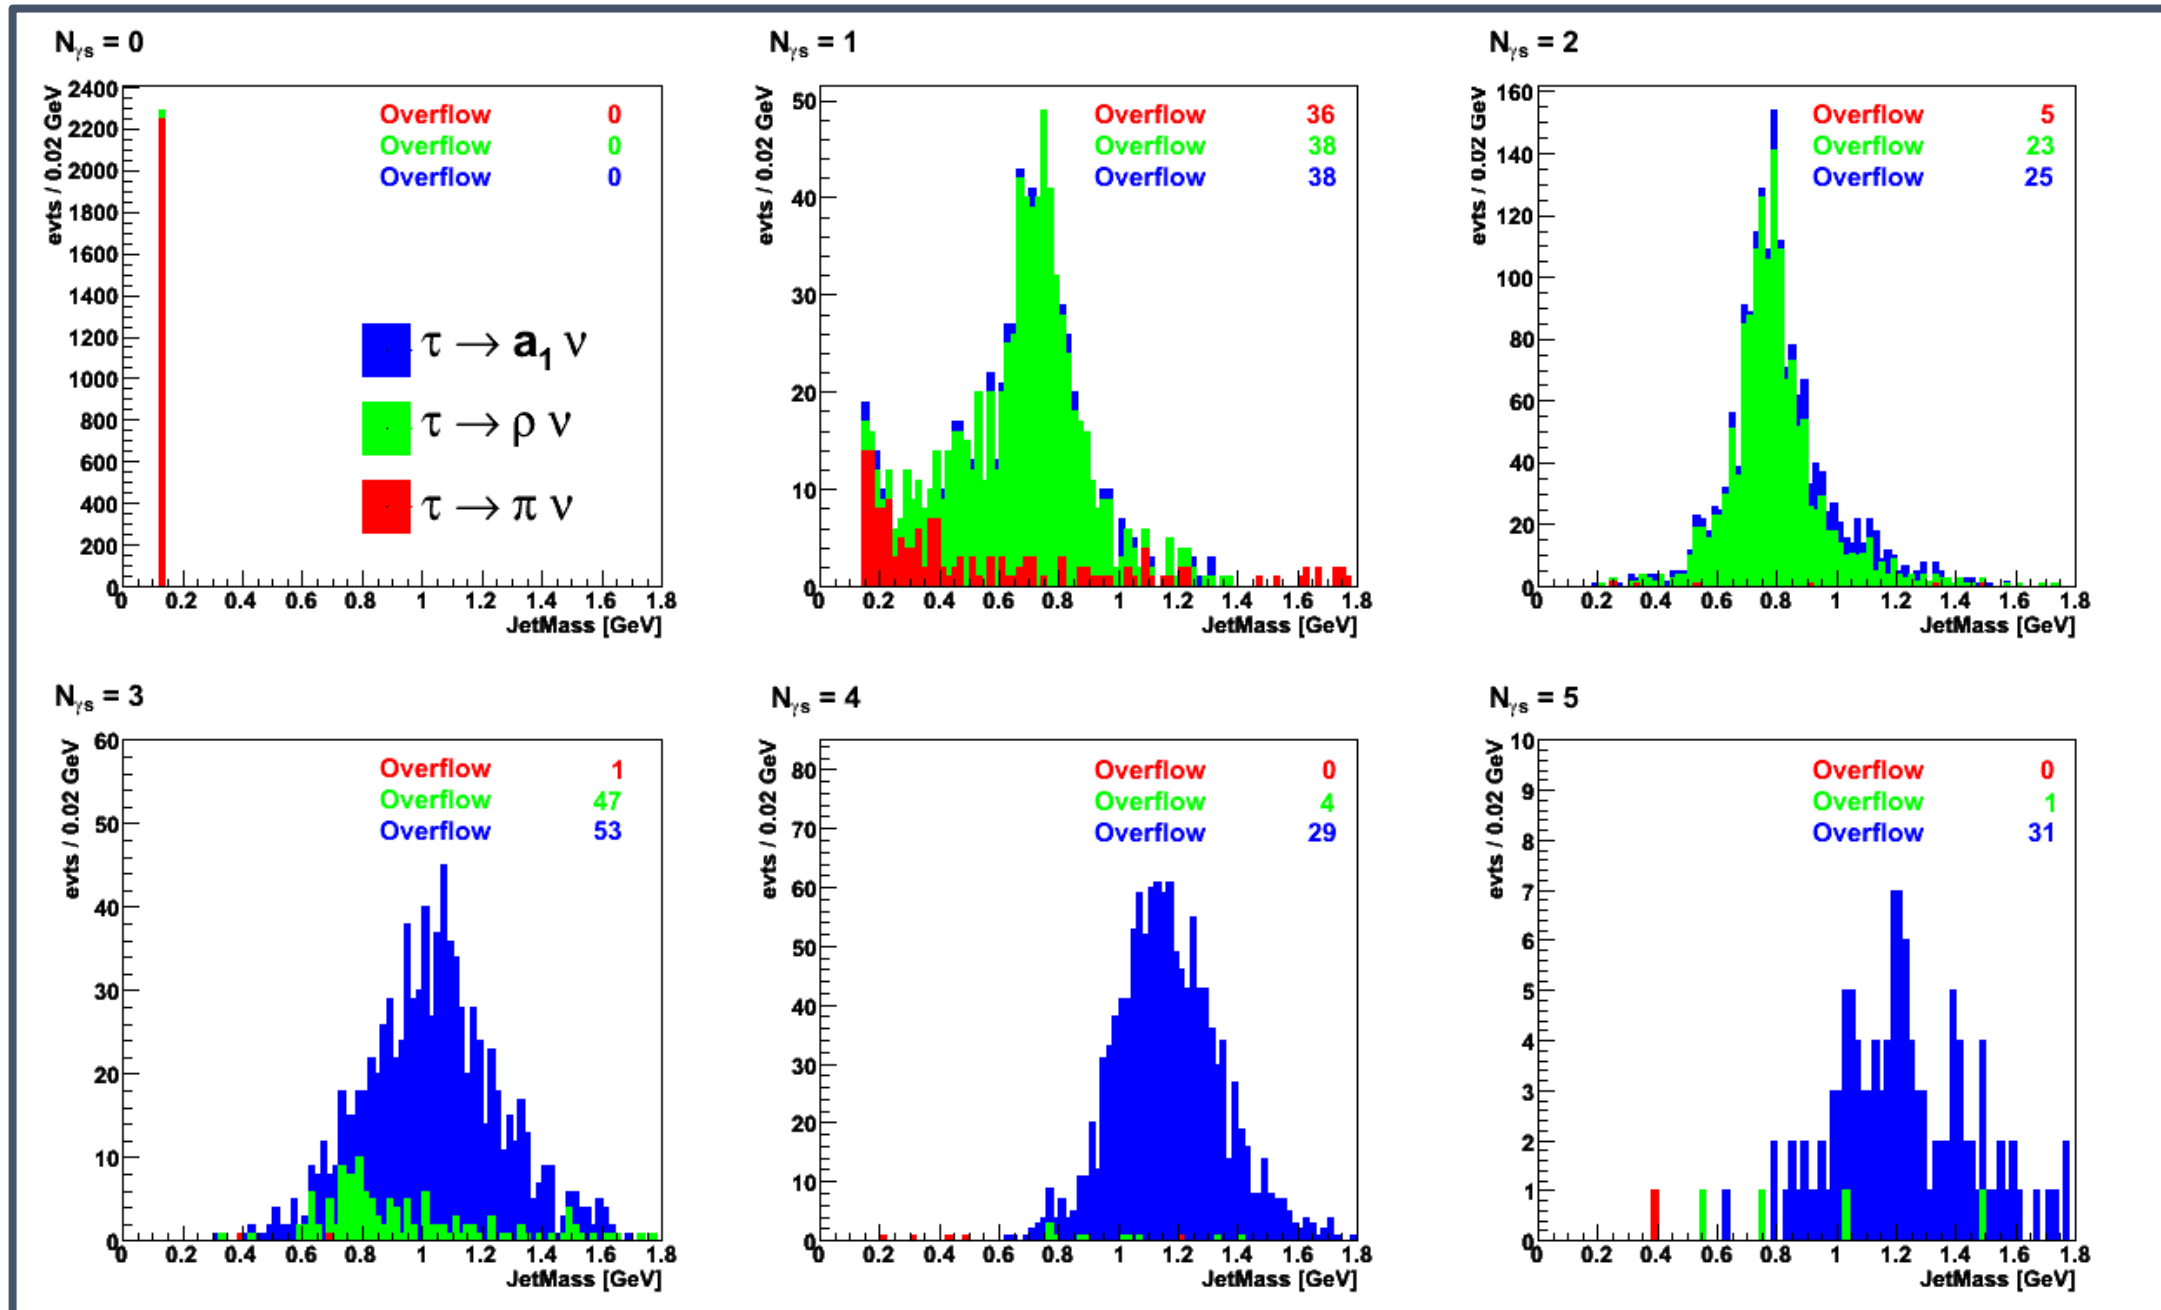 Nγs = 0
evts / 0.02 GeV
2400
2200
2000
1800
1600
1400
1200
1000
800
600
400
200
0
Overflow 0
Overflow 0
Overflow 0
τ → a1 ν
τ → ρ ν
τ → π ν
0 0.2 0.4 0.6 0.8 1 1.2 1.4 1.6 1.8
JetMass [GeV]
Nγs = 1
evts / 0.02 GeV
50
40
30
20
10
0
Overflow 36
Overflow 38
Overflow 38
0 0.2 0.4 0.6 0.8 1 1.2 1.4 1.6 1.8
JetMass [GeV]
Nγs = 2
evts / 0.02 GeV
160
140
120
100
80
60
40
20
0
Overflow 5
Overflow 23
Overflow 25
0 0.2 0.4 0.6 0.8 1 1.2 1.4 1.6 1.8
JetMass [GeV]
Nγs = 3
evts / 0.02 GeV
60
50
40
30
20
10
0
Overflow 1
Overflow 47
Overflow 53
0 0.2 0.4 0.6 0.8 1 1.2 1.4 1.6 1.8
JetMass [GeV]
Nγs = 4
evts / 0.02 GeV
80
70
60
50
40
30
20
10
0
Overflow 0
Overflow 4
Overflow 29
0 0.2 0.4 0.6 0.8 1 1.2 1.4 1.6 1.8
JetMass [GeV]
Nγs = 5
evts / 0.02 GeV
10
9
8
7
6
5
4
3
2
1
0
Overflow 0
Overflow 1
Overflow 31
0 0.2 0.4 0.6 0.8 1 1.2 1.4 1.6 1.8
JetMass [GeV]